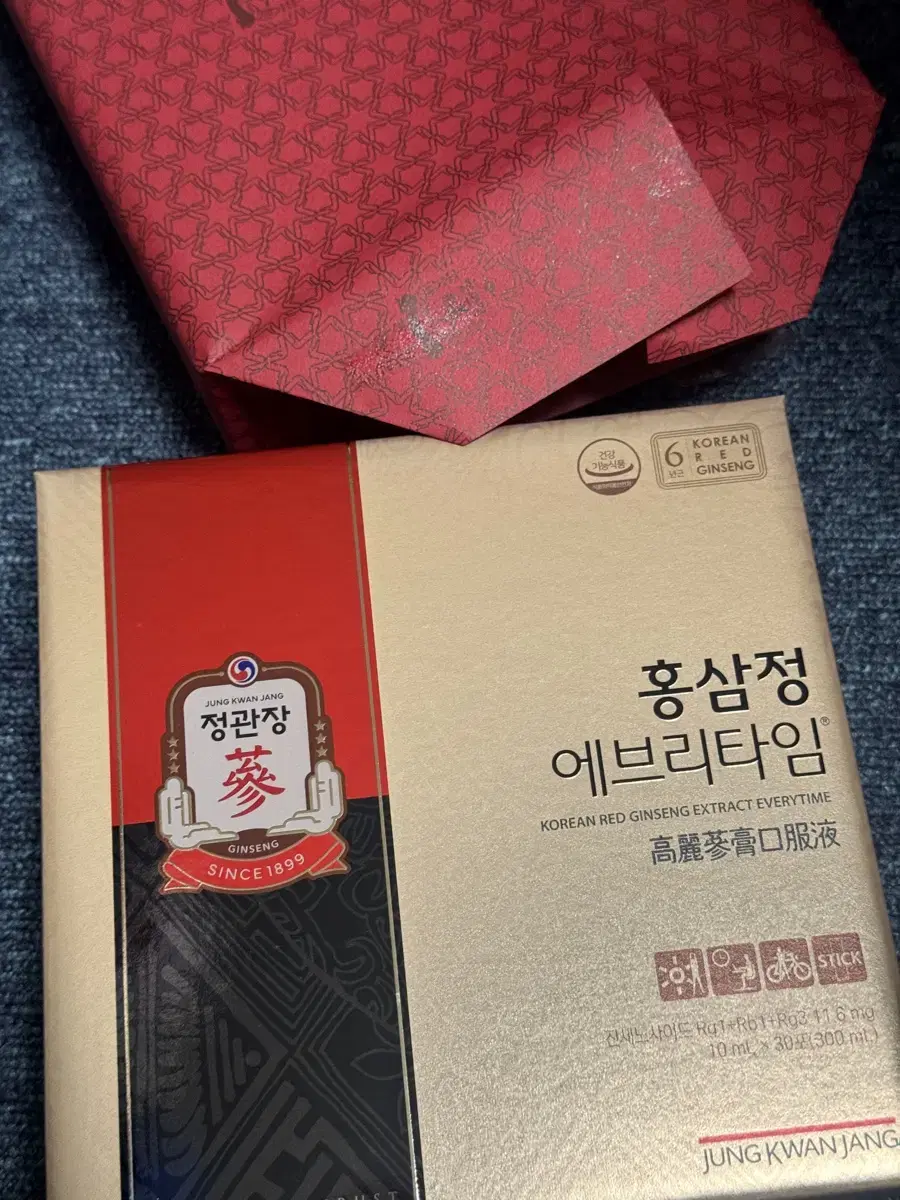 건강
기능식품
6
년근
KOREAN
RED
GINSENG
JUNG KWAN JANG
정관장
蔘
GINSENG
SINCE 1899
홍삼정
에브리타임®
KOREAN RED GINSENG EXTRACT EVERYTIME
高麗蔘膏口服液
STICK
진세노사이드 Rg1+Rb1+Rg3 11.6 mg
10 mL × 30포(300 mL)
JUNG KWAN JANG